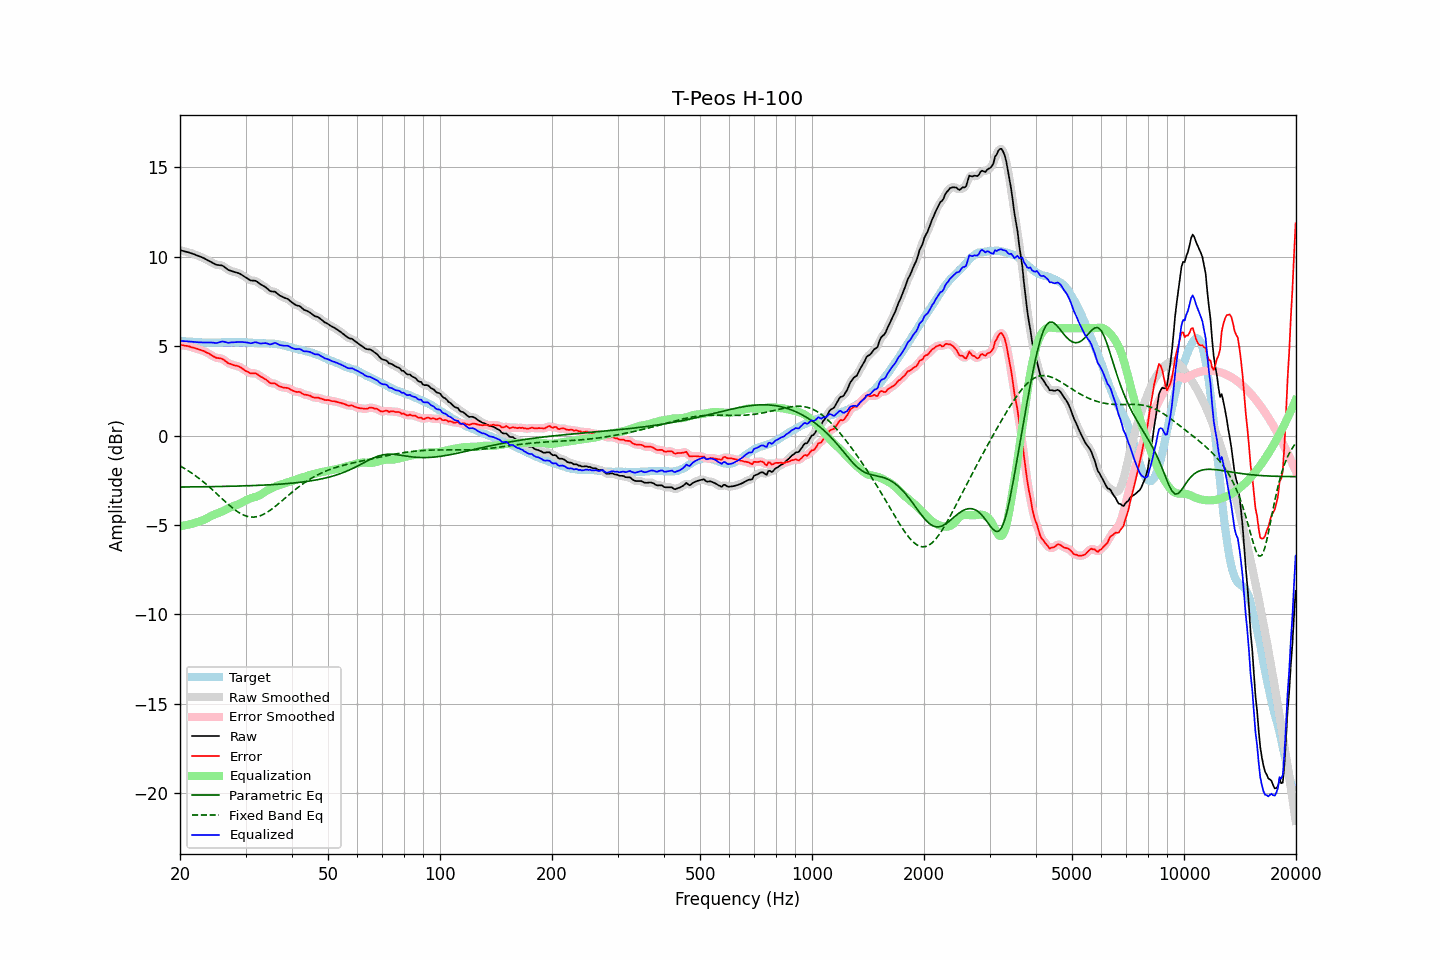 T-Peos H-100
Amplitude (dBr)
15
10
5
0
−5
−10
−15
−20
Target
Raw Smoothed
Error Smoothed
Raw
Error
Equalization
Parametric Eq
Fixed Band Eq
Equalized
20
50
100
200
500
1000
2000
5000
10000
20000
Frequency (Hz)